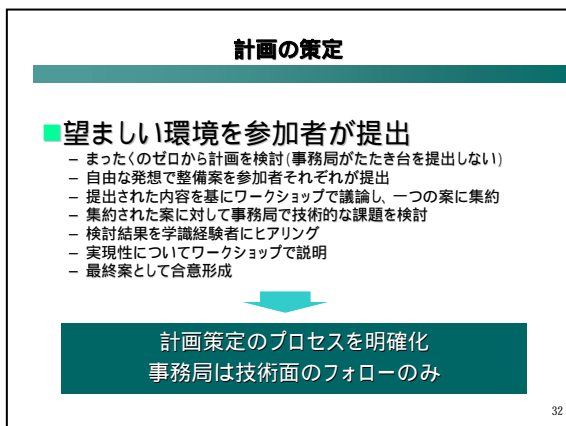 計画の策定
■望ましい環境を参加者が提出
– まったくのゼロから計画を検討(事務局がたたき台を提出しない)
– 自由な発想で整備案を参加者それぞれが提出
– 提出された内容を基にワークショップで議論し、一つの案に集約
– 集約された案に対して事務局で技術的な課題を検討
– 検討結果を学識経験者にヒアリング
– 実現性についてワークショップで説明
– 最終案として合意形成
計画策定のプロセスを明確化
事務局は技術面のフォローのみ
32